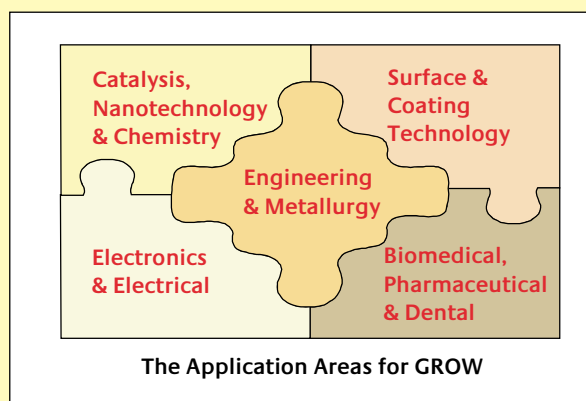 Catalysis,
Nanotechnology
& Chemistry
Surface &
Coating
Technology
Engineering
& Metallurgy
Electronics
& Electrical
Biomedical,
Pharmaceutical
& Dental
The Application Areas for GROW